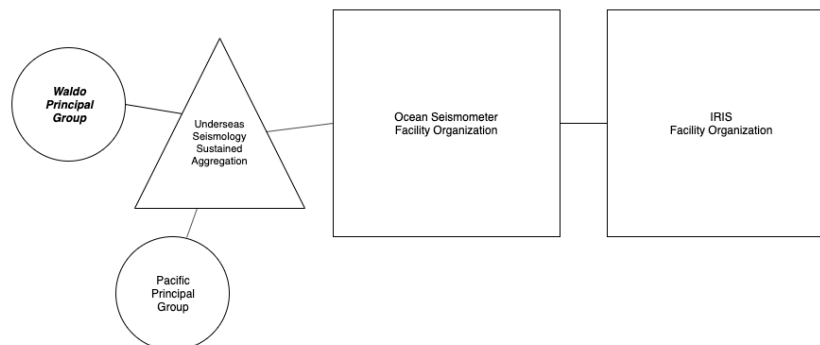 Waldo
Principal
Group
Underseas
Seismology
Sustained
Aggregation
Ocean Seismometer
Facility Organization
IRIS
Facility Organization
Pacific
Principal
Group